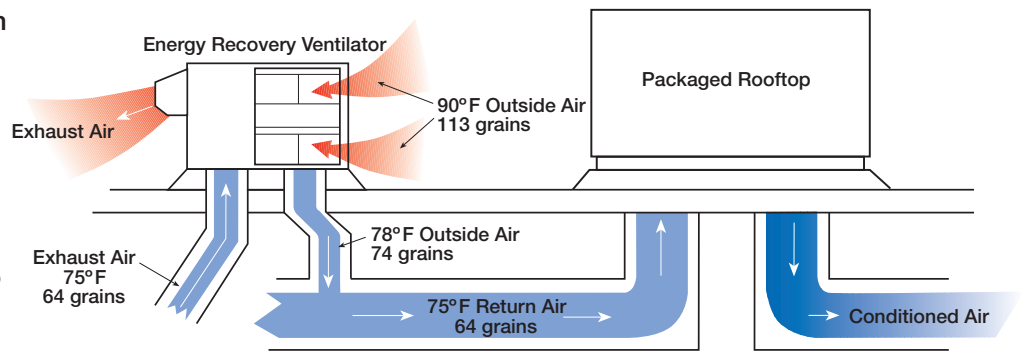 n
Energy Recovery Ventilator
Packaged Rooftop
90°F Outside Air
113 grains
Exhaust Air
78°F Outside Air
74 grains
Exhaust Air
75°F
64 grains
75°F Return Air
64 grains
Conditioned Air